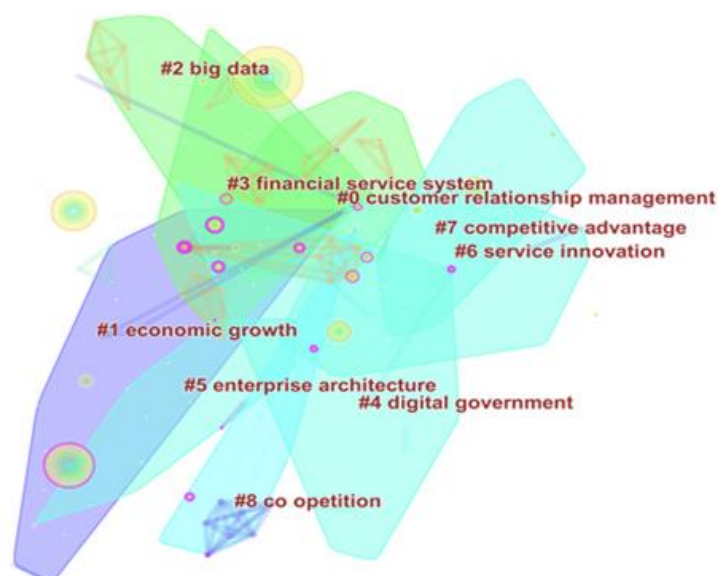 #2 big data
#3 financial service system
#0 customer relationship management
#7 competitive advantage
#6 service innovation
#1 economic growth
#5 enterprise architecture
#4 digital government
#8 co opetition